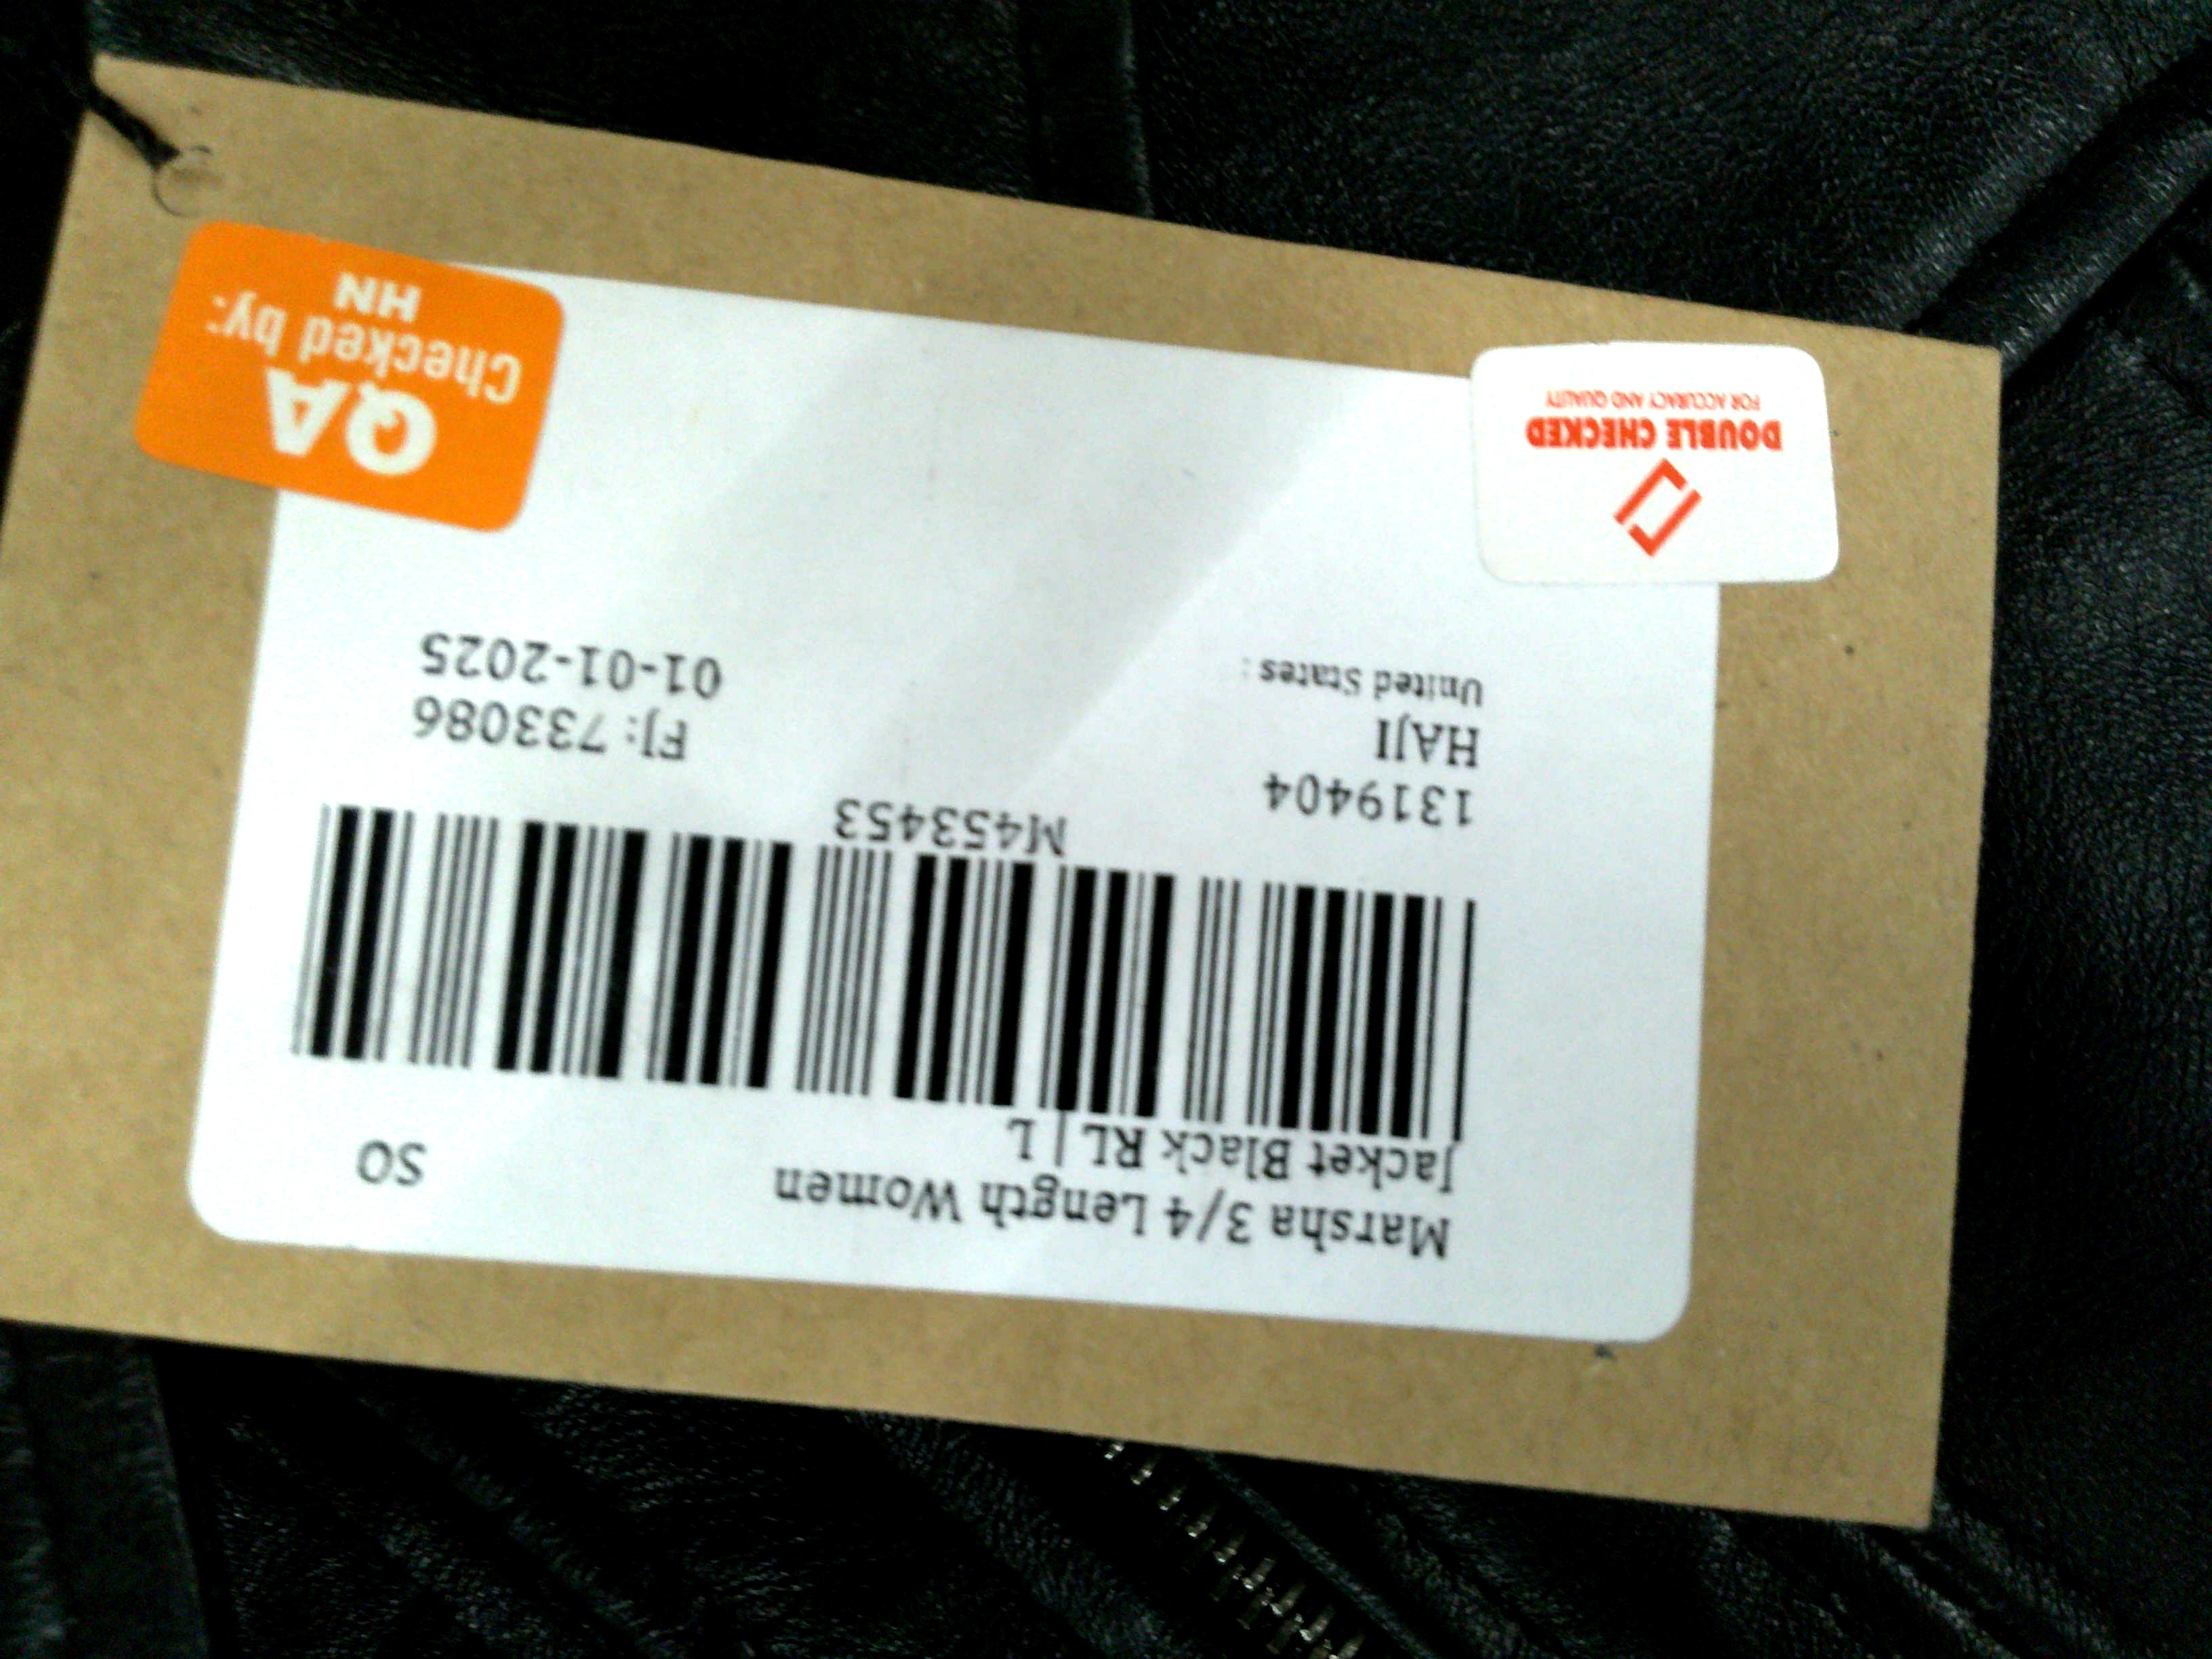 Marsha 3/4 Length Women
Jacket Black RL | L
SO
M453453
1319404
HAJI
United States :
FJ: 733086
01-01-2025
DOUBLE CHECKED
FOR ACCURACY AND QUALITY
QA
Checked by:
HN